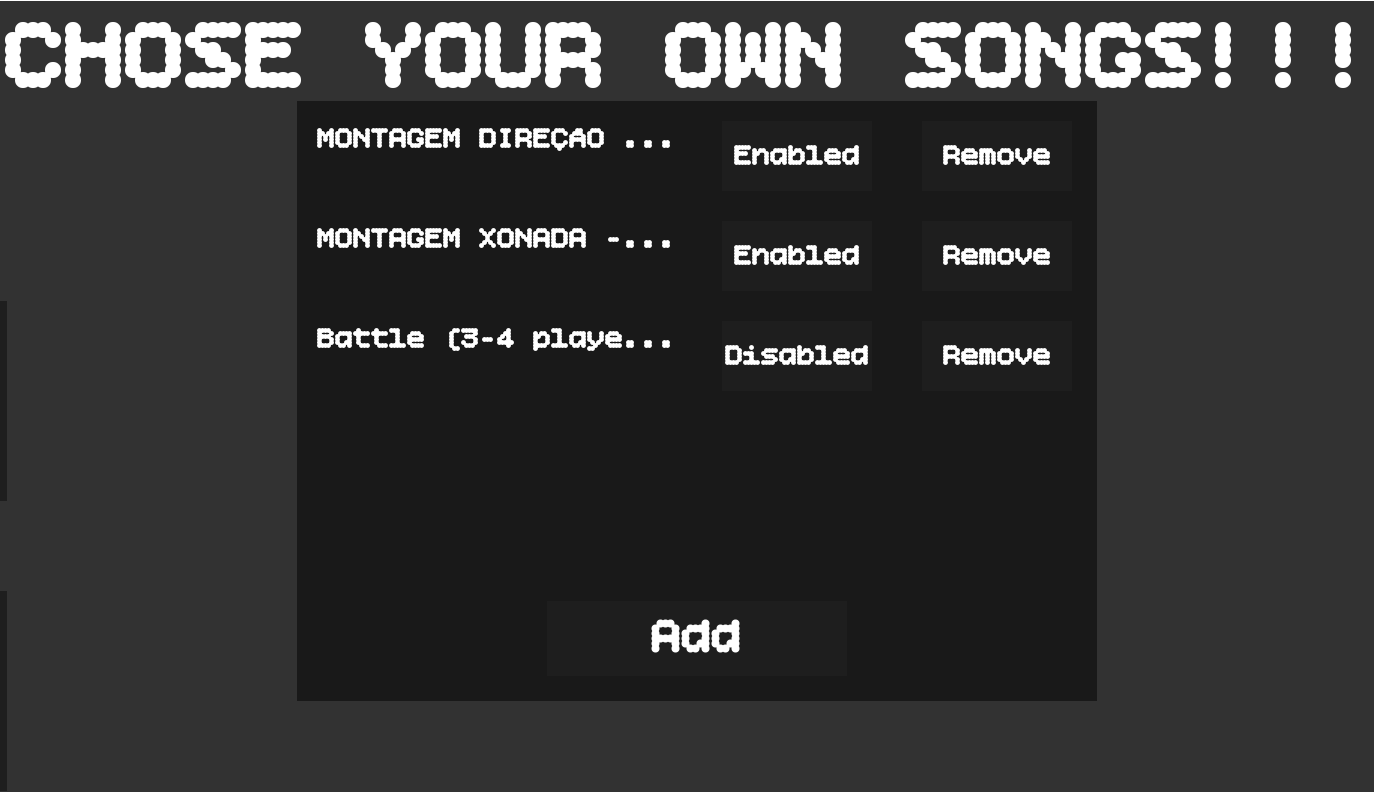 CHOSE YOUR OWN SONGS!!!
MONTAGEM DIREÇAO ... Enabled Remove
MONTAGEM XONADA -... Enabled Remove
Battle (3-4 playe... Disabled Remove
Add